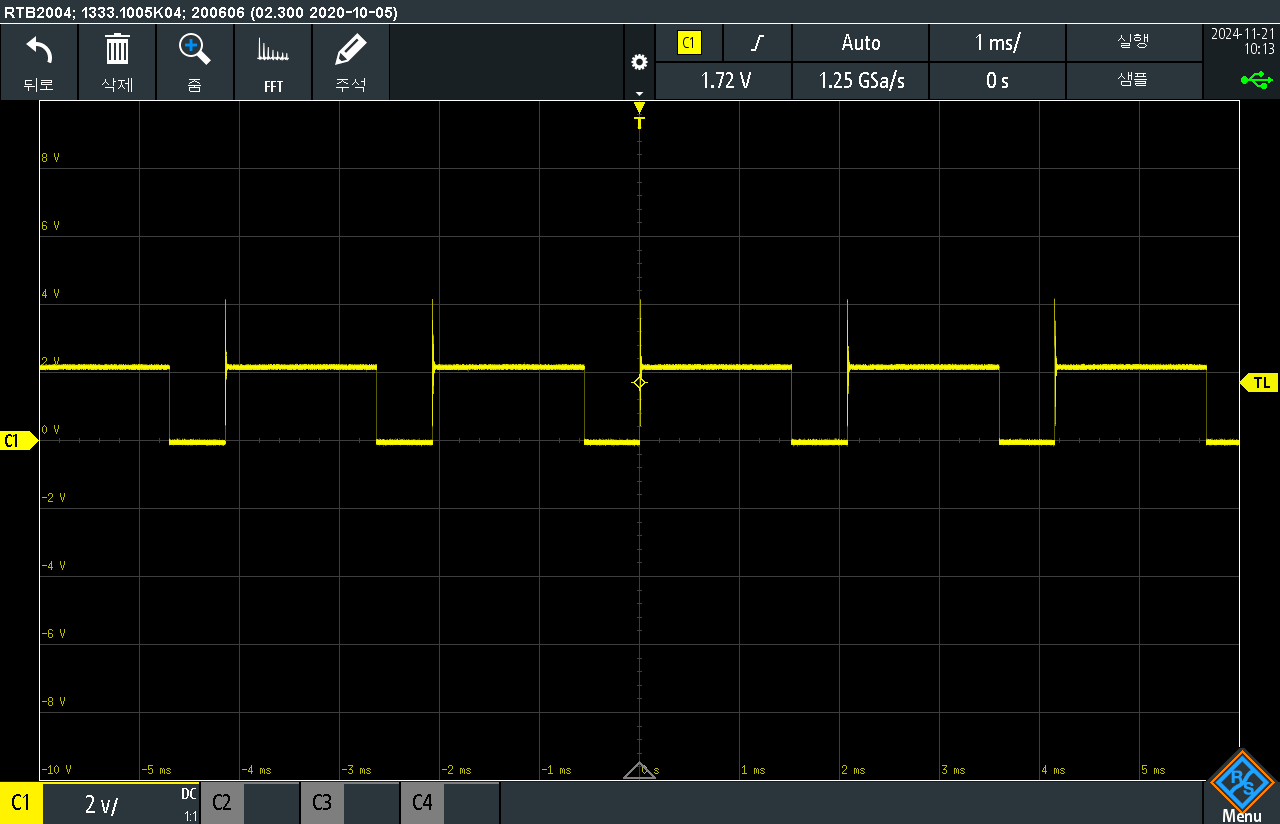 RTB2004; 1333.1005K04; 200606 (02.300 2020-10-05)
뒤로
삭제
줌
FFT
주석
C1
Auto
1 ms/
실행
2024-11-21
10:13
1.72 V
1.25 GSa/s
0 s
샘플
T
8 V
6 V
4 V
2 V
TL
C1
0 V
-2 V
-4 V
-6 V
-8 V
-10 V
-5 ms
-4 ms
-3 ms
-2 ms
-1 ms
0 s
1 ms
2 ms
3 ms
4 ms
5 ms
C1
2 v/
DC
1:1
C2
C3
C4
R
S
Menu